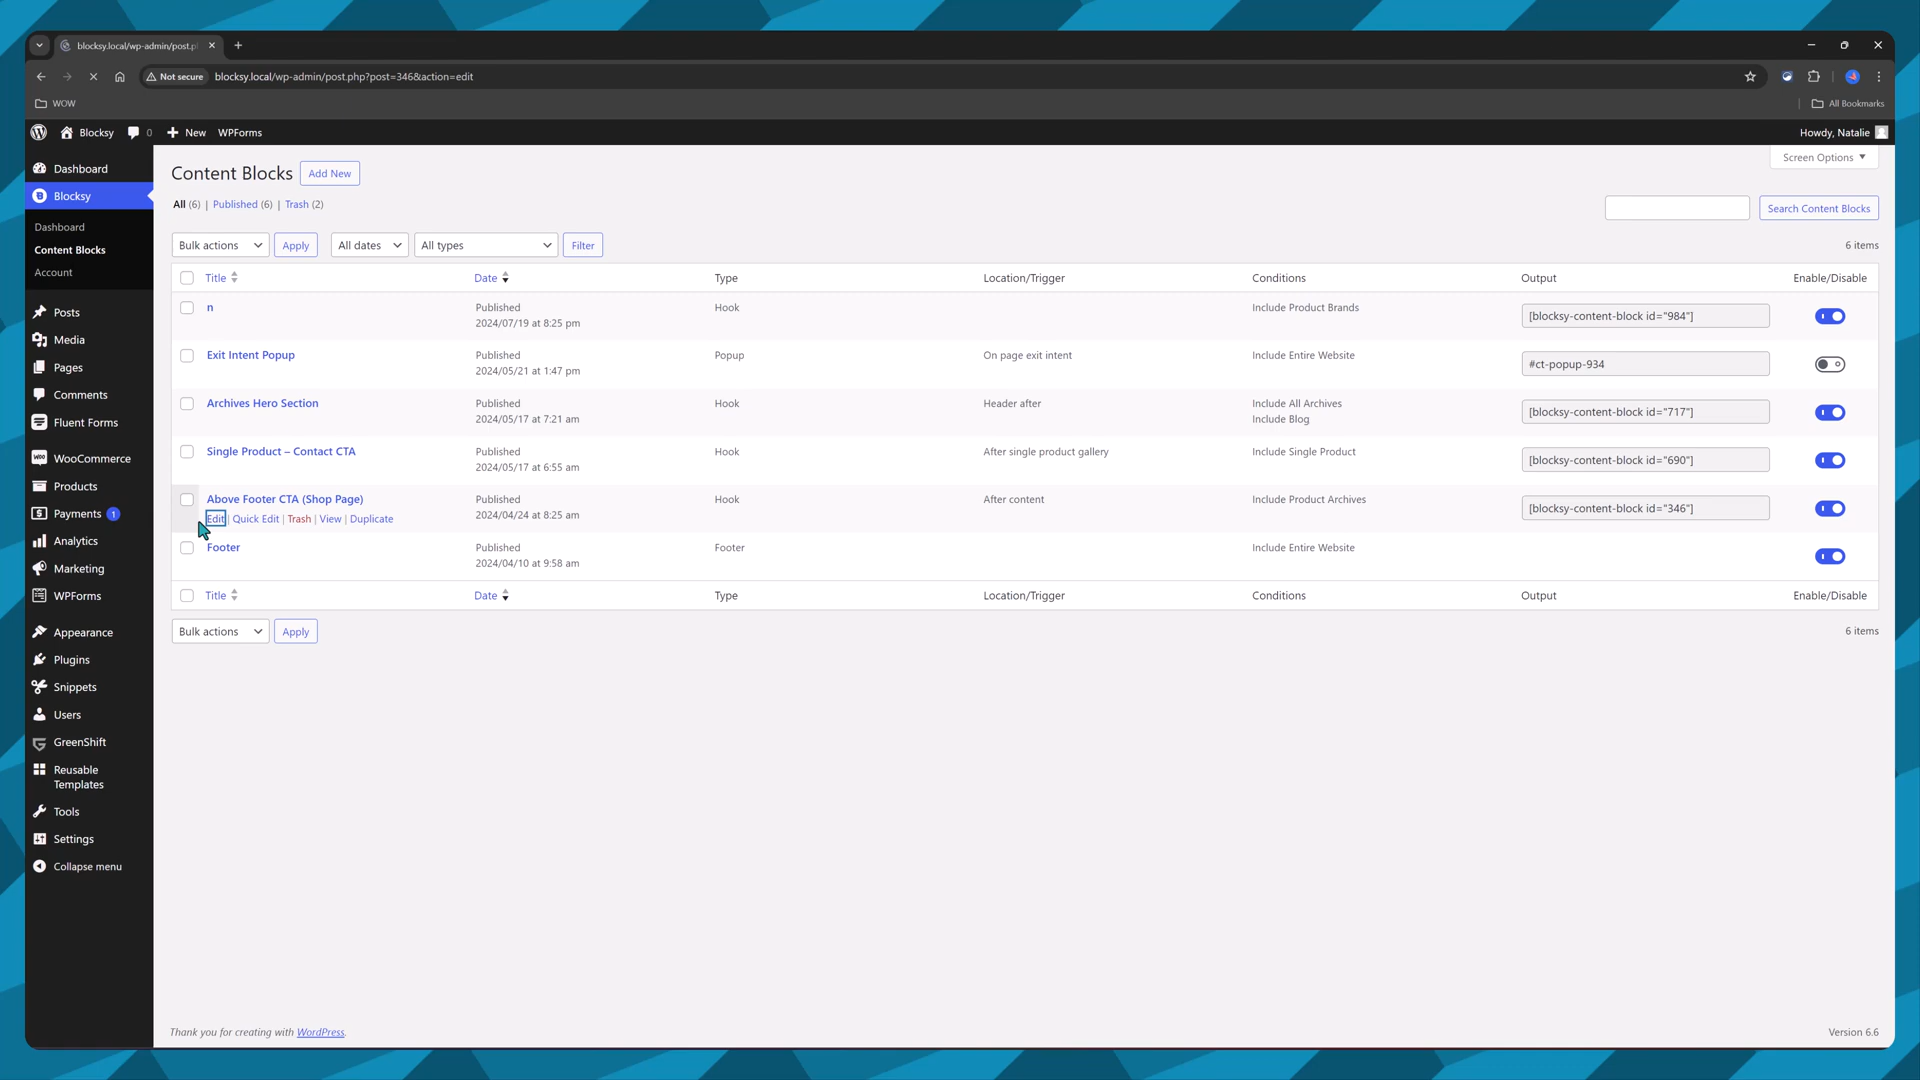 blocksy.local/wp-admin/post.p
Not secure
blocksy.local/wp-admin/post.php?post=346&action=edit
WOW
All Bookmarks
Blocksy
0
New
WPForms
Howdy, Natalie
Dashboard
Blocksy
Dashboard
Content Blocks
Account
Posts
Media
Pages
Comments
Fluent Forms
WooCommerce
Products
Payments 1
Analytics
Marketing
WPForms
Appearance
Plugins
Snippets
Users
GreenShift
Reusable
Templates
Tools
Settings
Collapse menu
Content Blocks
Add New
Screen Options ▼
All (6) | Published (6) | Trash (2)
Search Content Blocks
Bulk actions
Apply
All dates
All types
Filter
6 items
Title Date Type Location/Trigger Conditions Output Enable/Disable
n Published Hook Include Product Brands [blocksy-content-block id="984"]
2024/07/19 at 8:25 pm
Exit Intent Popup Published Popup On page exit intent Include Entire Website #ct-popup-934
2024/05/21 at 1:47 pm
Archives Hero Section Published Hook Header after Include All Archives [blocksy-content-block id="717"]
2024/05/17 at 7:21 am Include Blog
Single Product – Contact CTA Published Hook After single product gallery Include Single Product [blocksy-content-block id="690"]
2024/05/17 at 6:55 am
Above Footer CTA (Shop Page) Published Hook After content Include Product Archives [blocksy-content-block id="346"]
Edit | Quick Edit | Trash | View | Duplicate 2024/04/24 at 8:25 am
Footer Published Footer Include Entire Website
2024/04/10 at 9:58 am
Title Date Type Location/Trigger Conditions Output Enable/Disable
Bulk actions
Apply
6 items
Thank you for creating with WordPress.
Version 6.6